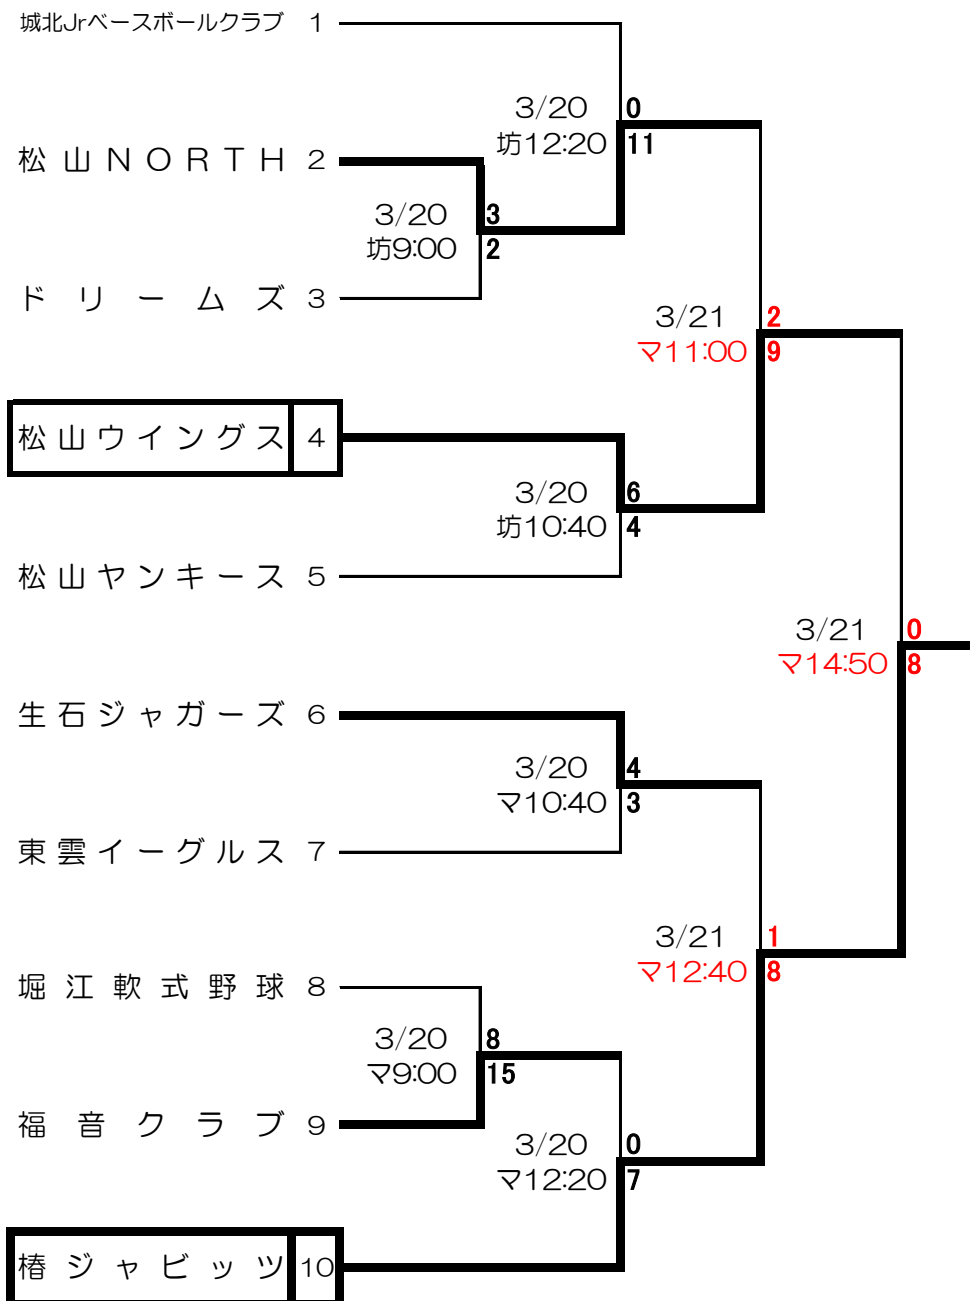 城北Jrベースボールクラブ 1
3/20 0
坊12:20 11
松山NORTH 2
3/20 3
坊9:00 2
ドリームズ 3
3/21 2
マ11:00 9
松山ウイングス 4
3/20 6
坊10:40 4
松山ヤンキース 5
3/21 0
マ14:50 8
生石ジャガーズ 6
3/20 4
マ10:40 3
東雲イーグルス 7
3/21 1
マ12:40 8
堀江軟式野球 8
3/20 8
マ9:00 15
福音クラブ 9
3/20 0
マ12:20 7
椿ジャビッツ 10